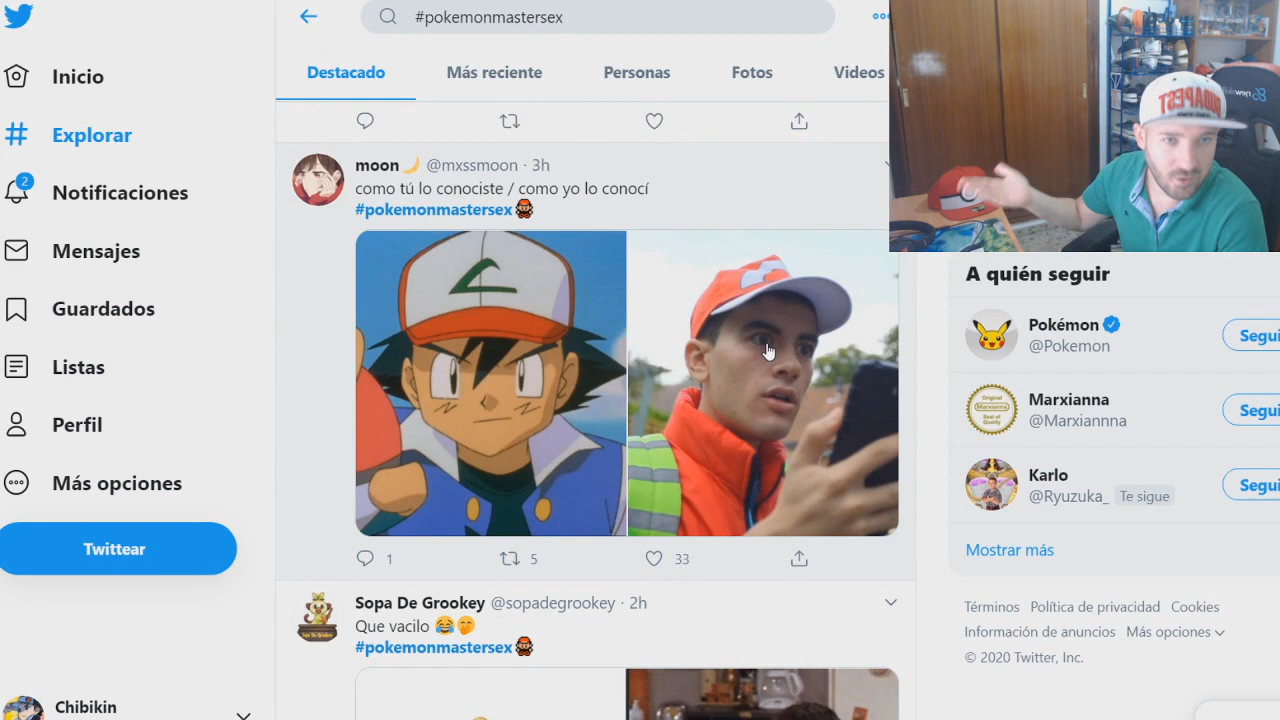 #pokemonmastersex
Destacado
Más reciente
Personas
Fotos
Videos
Inicio
Explorar
2
Notificaciones
Mensajes
Guardados
Listas
Perfil
Más opciones
Twittear
Chibikin
moon @mxssmoon · 3h
como tú lo conociste / como yo lo conocí
#pokemonmastersex
1
5
33
Sopa De Grookey @sopadegrookey · 2h
Que vacilo
#pokemonmastersex
BUDAPEST
A quién seguir
Pokémon
@Pokemon
Segui
Marxianna
@Marxiannna
Segui
Karlo
@Ryuzuka_ Te sigue
Segui
Mostrar más
Términos Política de privacidad Cookies
Información de anuncios Más opciones
© 2020 Twitter, Inc.